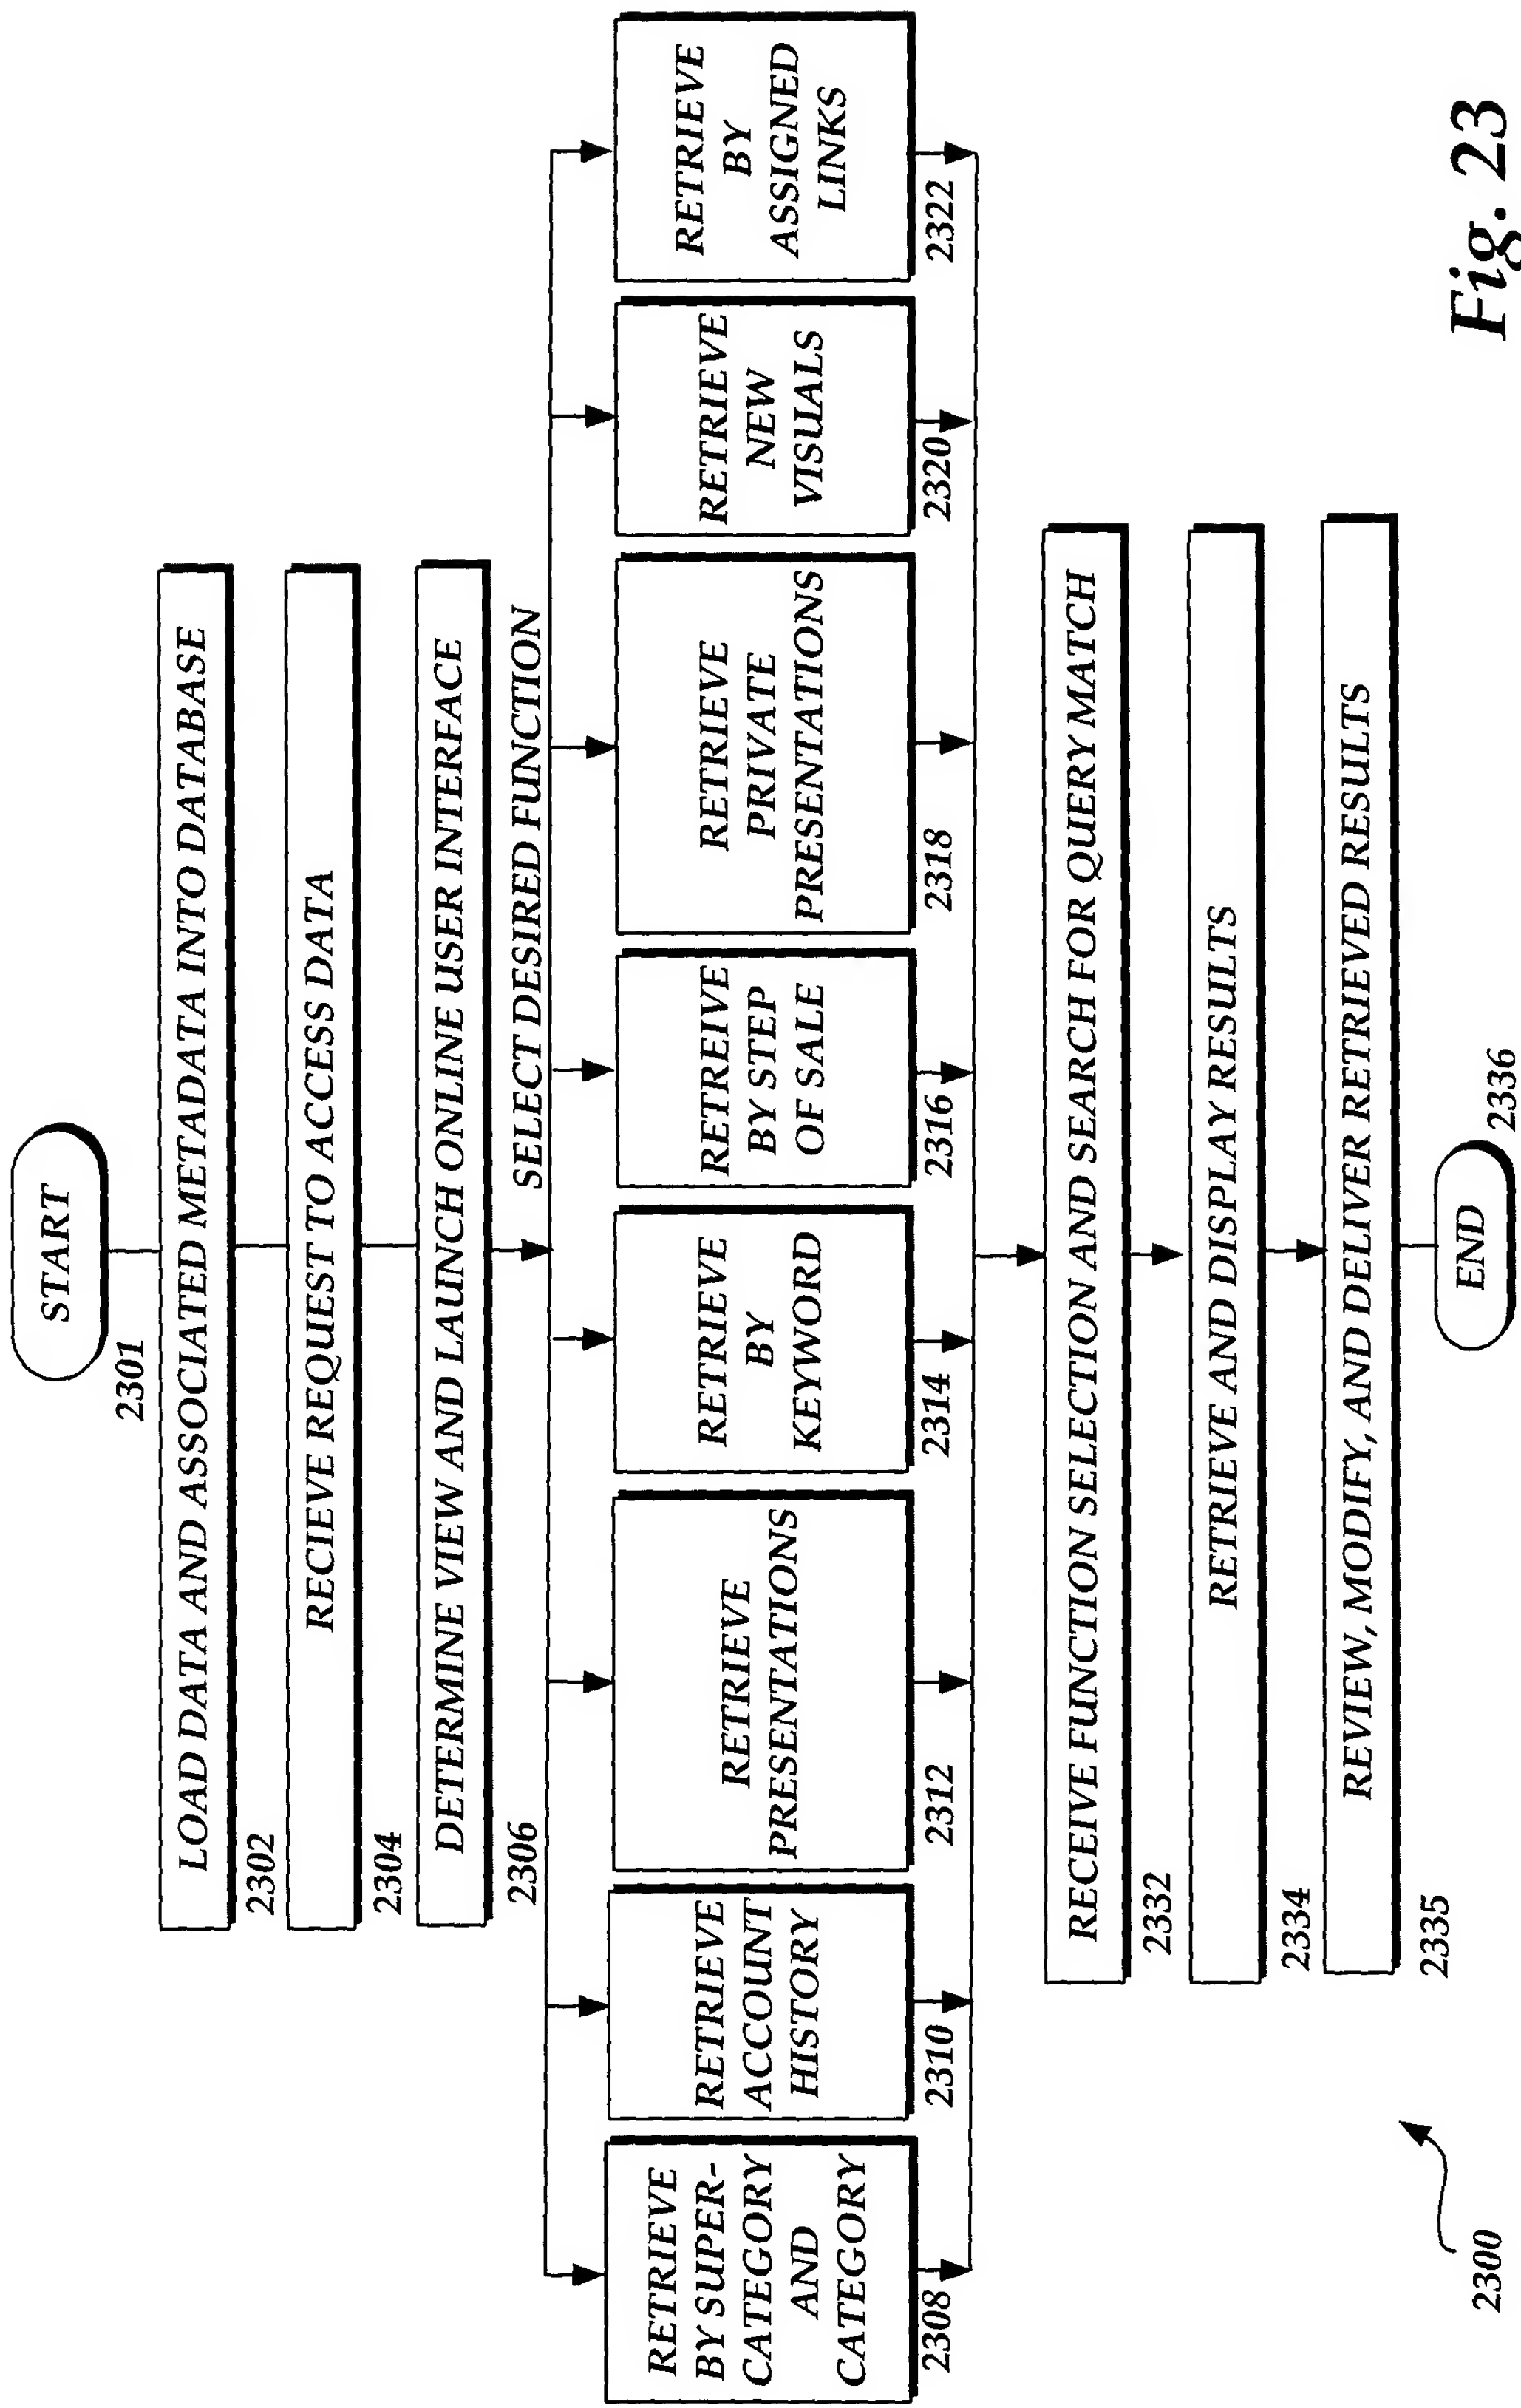 START
2301
LOAD DATA AND ASSOCIATED METADATA INTO DATABASE
2302
RECIEVE REQUEST TO ACCESS DATA
2304
DETERMINE VIEW AND LAUNCH ONLINE USER INTERFACE
2306
SELECT DESIRED FUNCTION
RETRIEVE
BY SUPER-
CATEGORY
AND
CATEGORY
2308
RETRIEVE
ACCOUNT
HISTORY
2310
RETRIEVE
PRESENTATIONS
2312
RETRIEVE
BY
KEYWORD
2314
RETREIVE
BY STEP
OF SALE
2316
RETRIEVE
PRIVATE
PRESENTATIONS
2318
RETRIEVE
NEW
VISUALS
2320
RETRIEVE
BY
ASSIGNED
LINKS
2322
RECEIVE FUNCTION SELECTION AND SEARCH FOR QUERY MATCH
2332
RETRIEVE AND DISPLAY RESULTS
2334
REVIEW, MODIFY, AND DELIVER RETRIEVED RESULTS
2335
END
2336
2300
Fig. 23